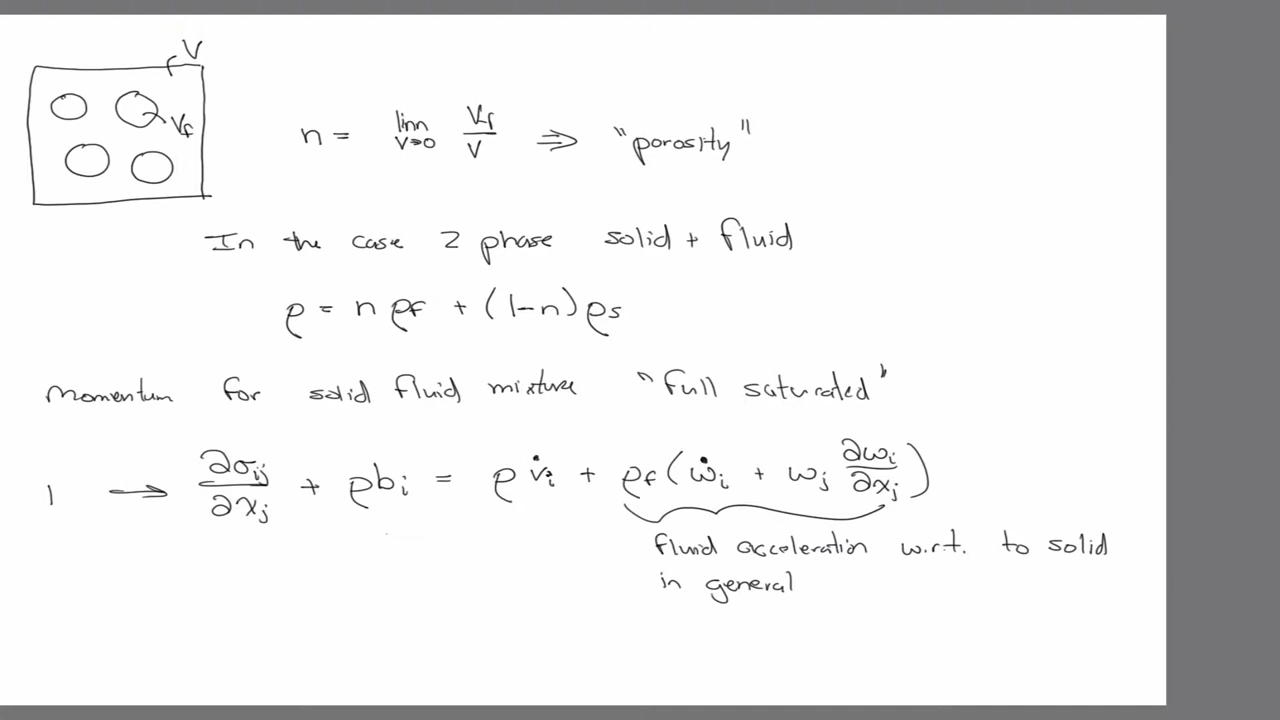 V
Vf
n = lim V→0 Vf/V ⇒ "porosity"
In the case 2 phase solid + fluid
ρ = n ρf + (1-n) ρs
Momentum for solid fluid mixture "full saturated"
1 → ∂σij/∂xj + ρbi = ρ v̇i + ρf (ẇi + wj ∂wi/∂xj)
fluid acceleration w.r.t. to solid
in general